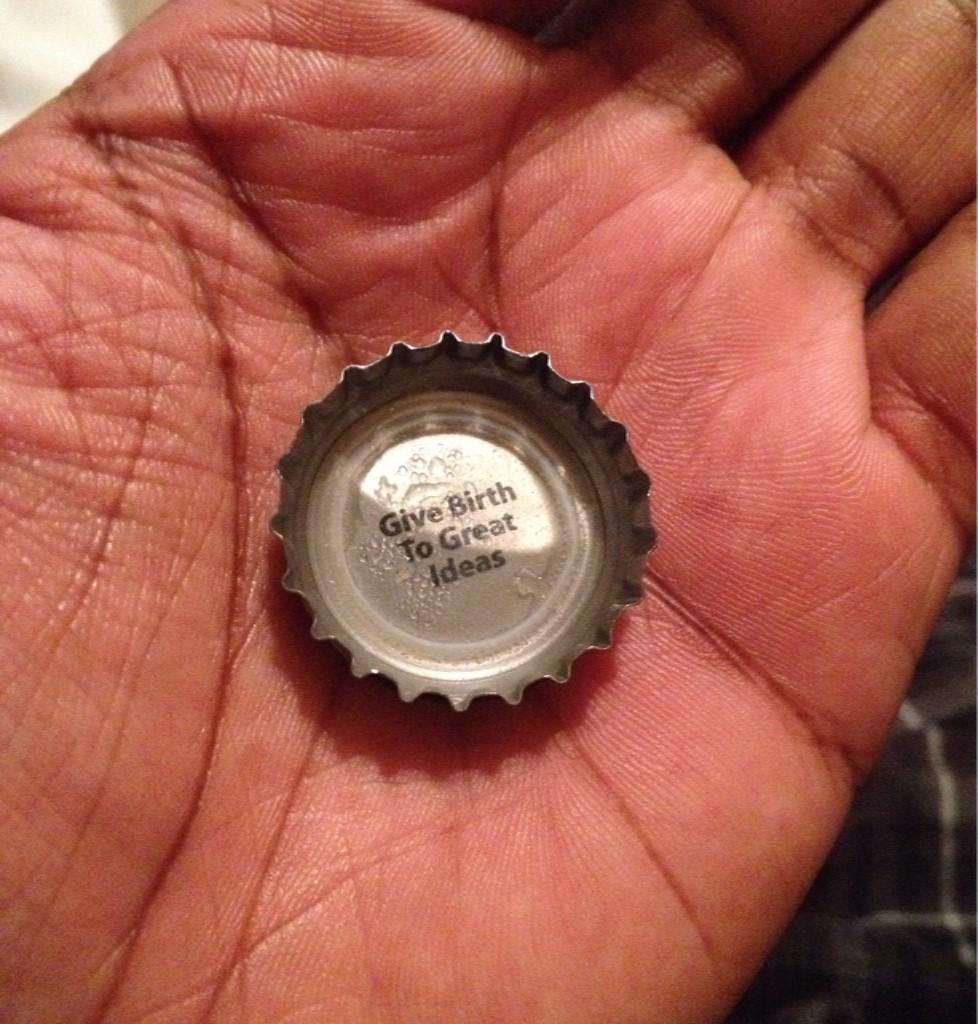 Give Birth
To Great
Ideas